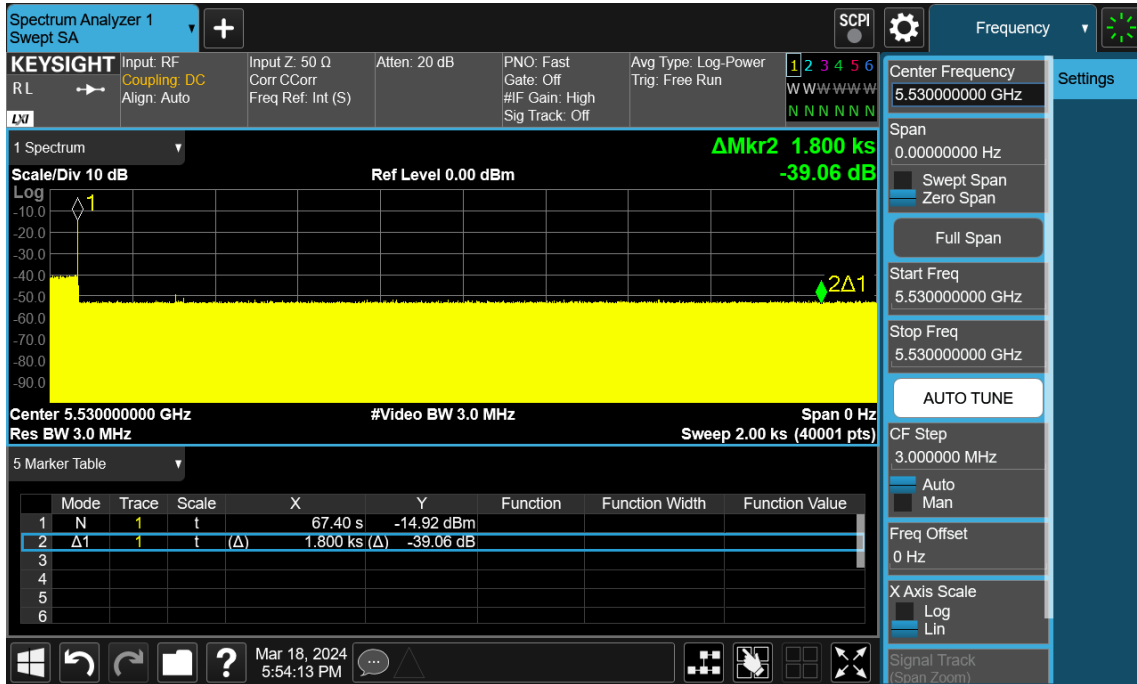 Spectrum Analyzer 1
Swept SA
+
SCPI
Frequency
KEYSIGHT
R L
LXI
Input: RF
Coupling: DC
Align: Auto
Input Z: 50 Ω
Corr CCorr
Freq Ref: Int (S)
Atten: 20 dB
PNO: Fast
Gate: Off
#IF Gain: High
Sig Track: Off
Avg Type: Log-Power
Trig: Free Run
1 2 3 4 5 6
W W W W W W
N N N N N N
1 Spectrum
ΔMkr2 1.800 ks
-39.06 dB
Scale/Div 10 dB
Ref Level 0.00 dBm
Log
-10.0
-20.0
-30.0
-40.0
-50.0
-60.0
-70.0
-80.0
-90.0
1
2Δ1
Center 5.530000000 GHz
#Video BW 3.0 MHz
Span 0 Hz
Res BW 3.0 MHz
Sweep 2.00 ks (40001 pts)
5 Marker Table
Mode Trace Scale X Y Function Function Width Function Value
1 N 1 t 67.40 s -14.92 dBm
2 Δ1 1 t (Δ) 1.800 ks (Δ) -39.06 dB
3
4
5
6
?
Mar 18, 2024
5:54:13 PM
Center Frequency
5.530000000 GHz
Settings
Span
0.00000000 Hz
Swept Span
Zero Span
Full Span
Start Freq
5.530000000 GHz
Stop Freq
5.530000000 GHz
AUTO TUNE
CF Step
3.000000 MHz
Auto
Man
Freq Offset
0 Hz
X Axis Scale
Log
Lin
Signal Track
(Span Zoom)